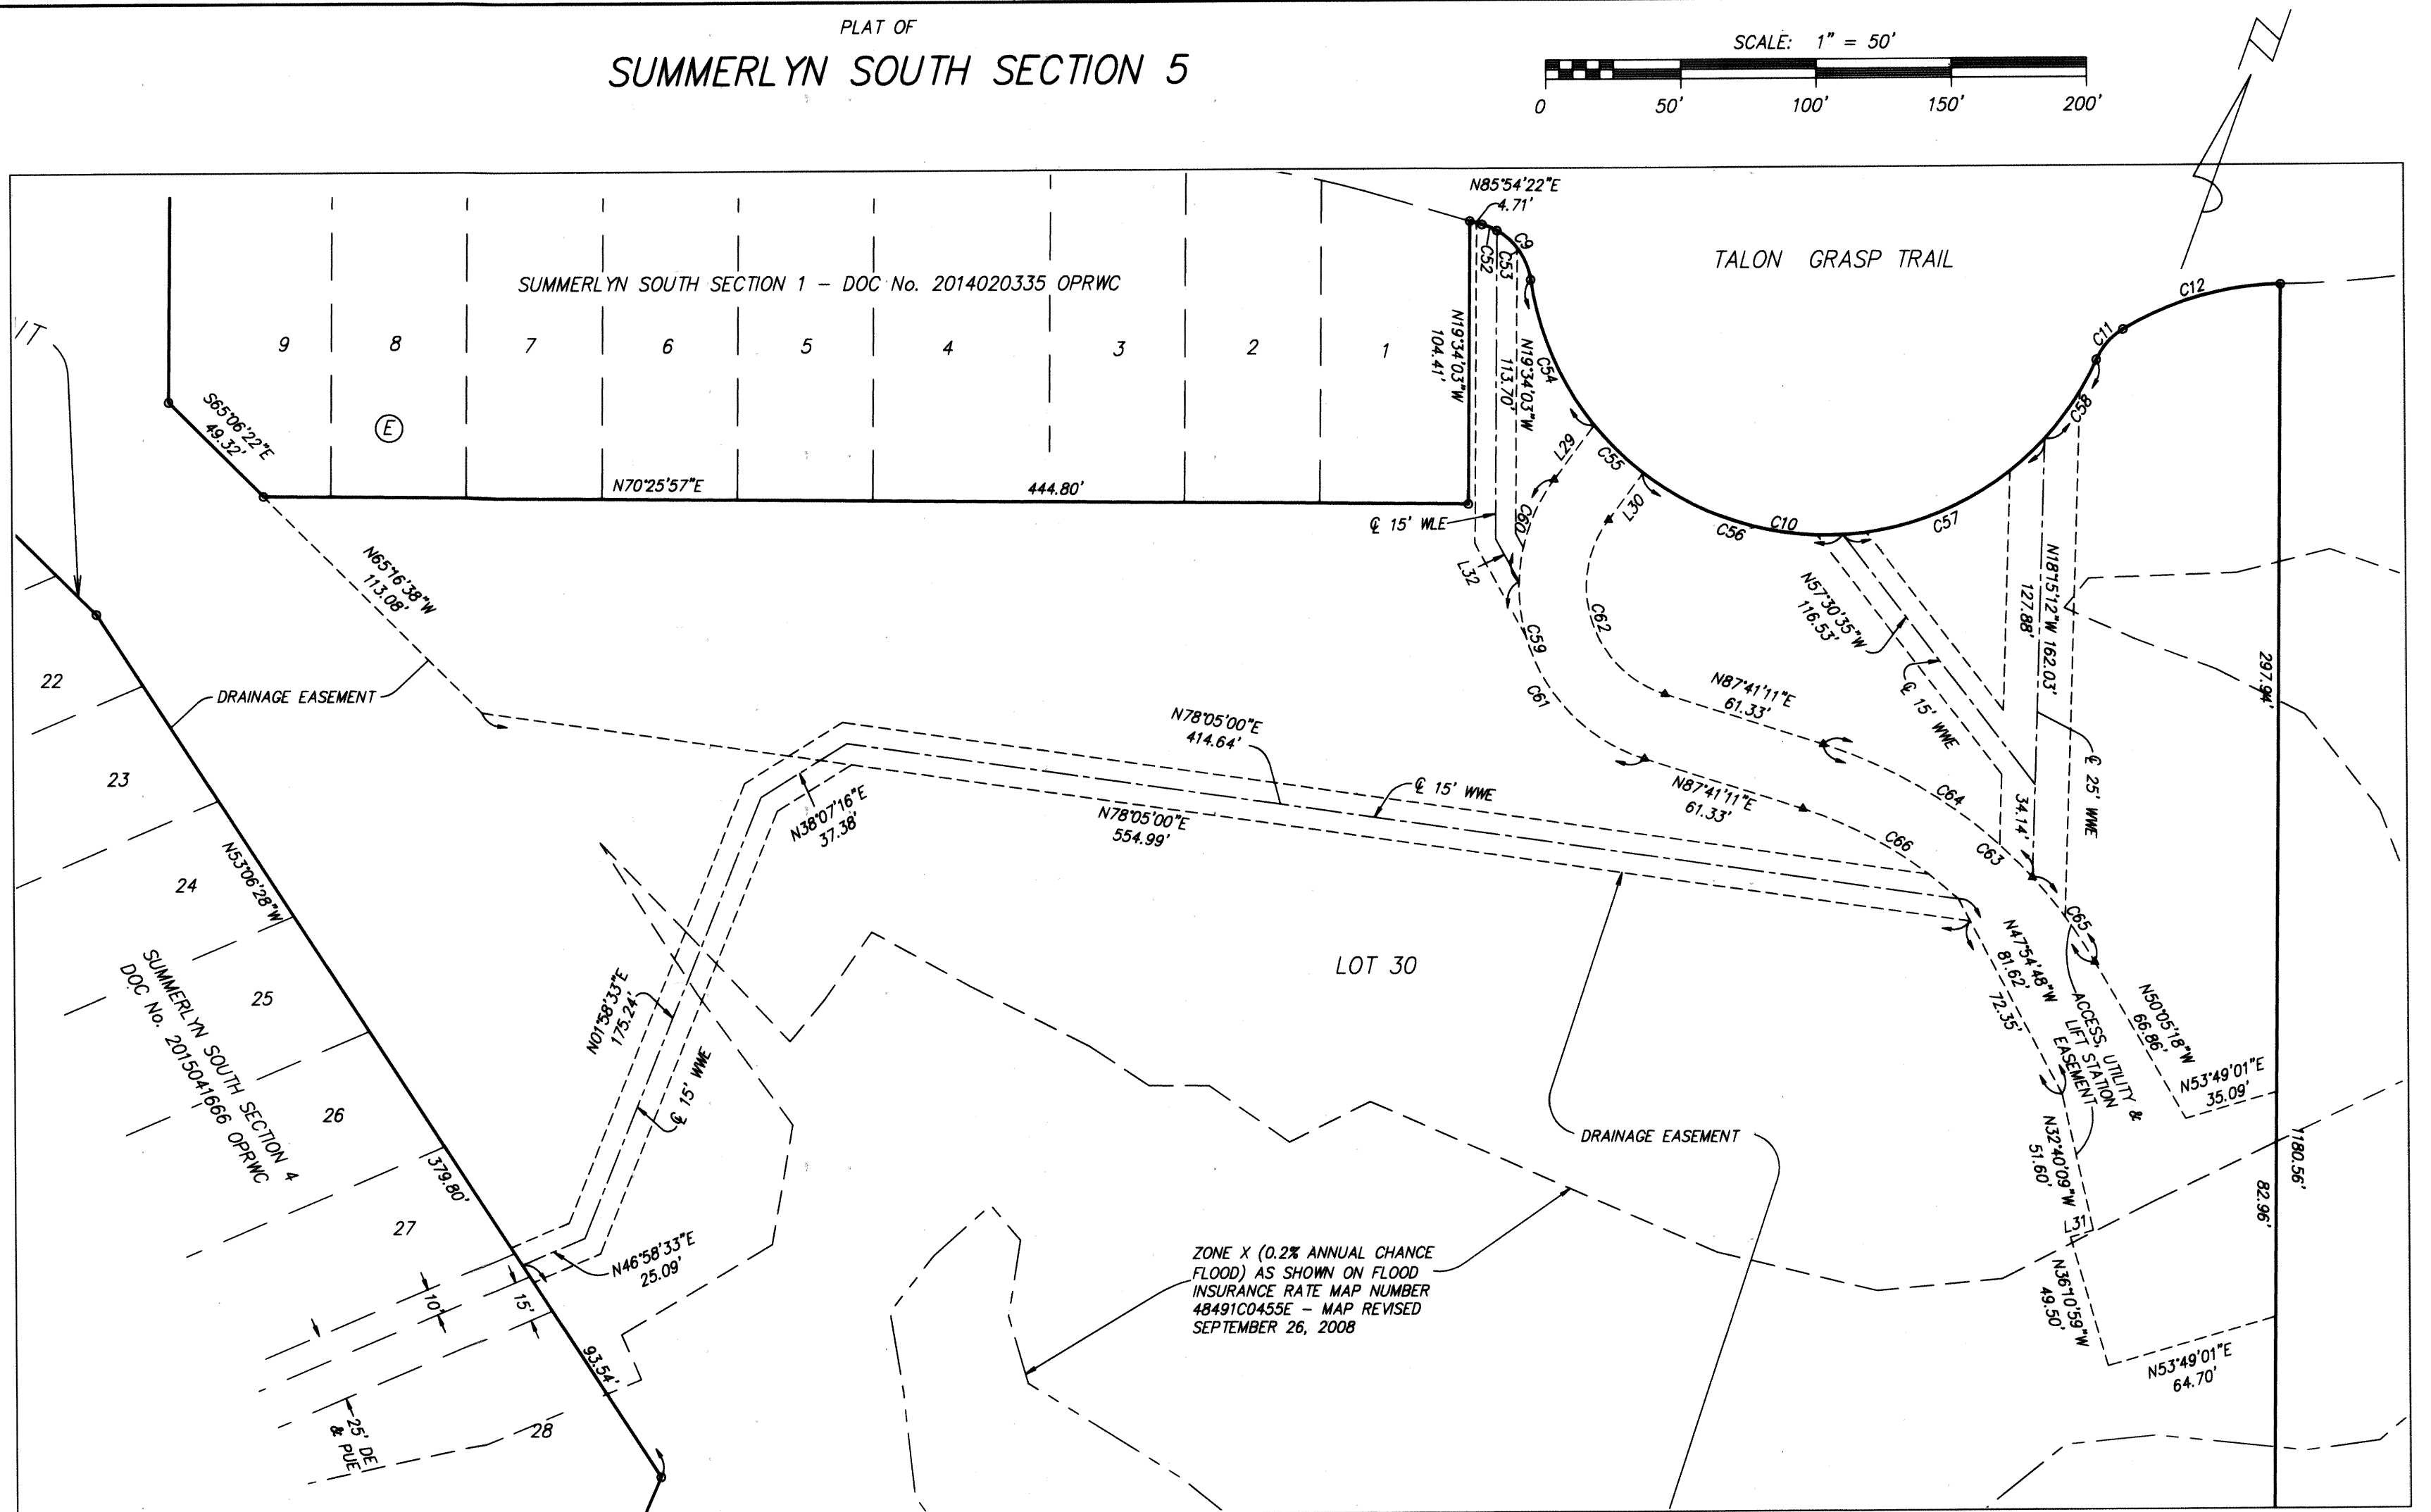 PLAT OF
SUMMERLYN SOUTH SECTION 5
SCALE: 1" = 50'
0 50' 100' 150' 200'
N85°54'22"E
4.71'
C9
C52
C53
TALON GRASP TRAIL
C12
C11
SUMMERLYN SOUTH SECTION 1 - DOC No. 2014020335 OPRWC
9 8 7 6 5 4 3 2 1
E
S65°06'22"E
49.32'
N70°25'57"E 444.80'
N19°34'03"W
104.41'
N19°34'03"W
113.70'
C54
C58
L29
C55
L30
C60
℄ 15' WLE
L32
C56
C10
C57
N65°16'38"W
113.08'
C62
C59
C61
N57°30'35"W
116.53'
℄ 15' WWE
N18°15'12"W 162.03'
127.88'
34.14'
℄ 25' WWE
297.94'
22
DRAINAGE EASEMENT
N87°41'11"E
61.33'
N78°05'00"E
414.64'
℄ 15' WWE
N87°41'11"E
61.33'
C64
C63
C66
C65
23
N38°07'16"E
37.38'
N78°05'00"E
554.99'
24
N53°06'28"W
25
SUMMERLYN SOUTH SECTION 4
DOC No. 2015041666 OPRWC
N01°58'33"E
175.24'
℄ 15' WWE
LOT 30
N47°54'48"W
81.62'
72.35'
ACCESS, UTILITY &
LIFT STATION
EASEMENT
N50°05'18"W
66.86'
N53°49'01"E
35.09'
26
DRAINAGE EASEMENT
N32°40'09"W
51.60'
1180.56'
82.96'
379.80'
27
L31
N46°58'33"E
25.09'
ZONE X (0.2% ANNUAL CHANCE
FLOOD) AS SHOWN ON FLOOD
INSURANCE RATE MAP NUMBER
48491C0455E - MAP REVISED
SEPTEMBER 26, 2008
N36°10'59"W
49.50'
10'
15'
93.54'
N53°49'01"E
64.70'
25' DE
& PUE
28